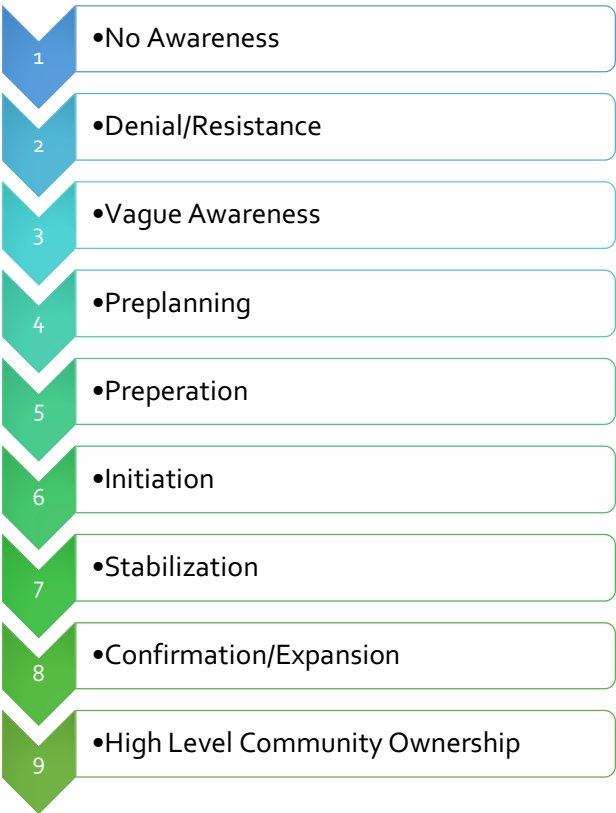 1
•No Awareness
2
•Denial/Resistance
3
•Vague Awareness
4
•Preplanning
5
•Preperation
6
•Initiation
7
•Stabilization
8
•Confirmation/Expansion
9
•High Level Community Ownership